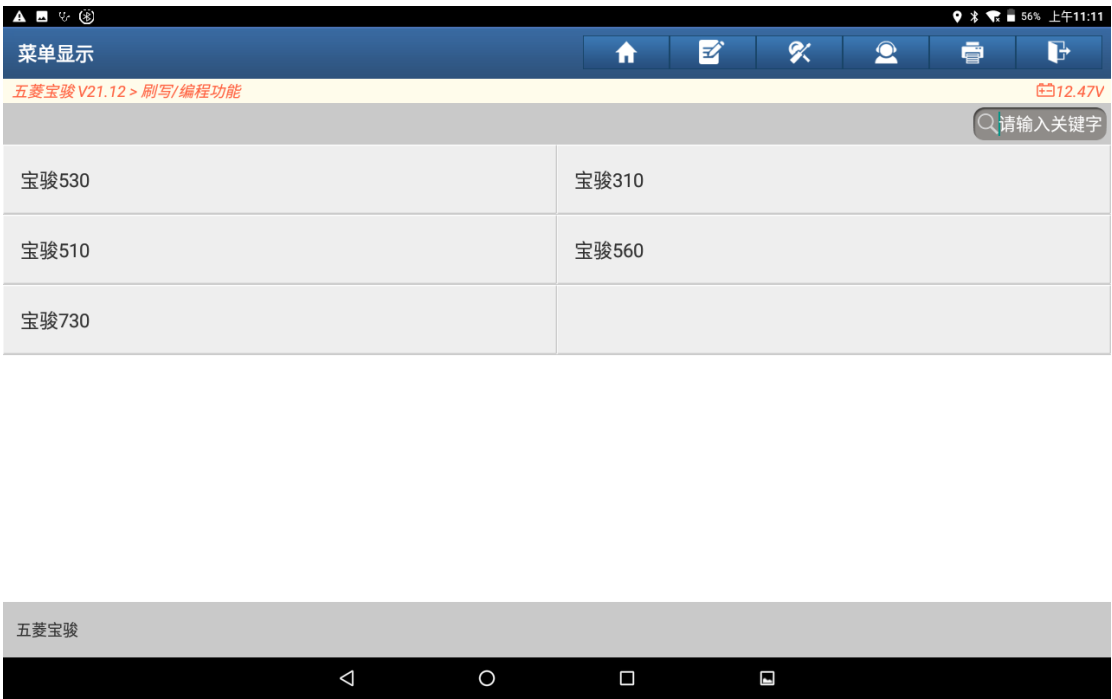 56% 上午11:11
菜单显示
五菱宝骏 V21.12 > 刷写/编程功能
12.47V
请输入关键字
宝骏530
宝骏310
宝骏510
宝骏560
宝骏730
五菱宝骏